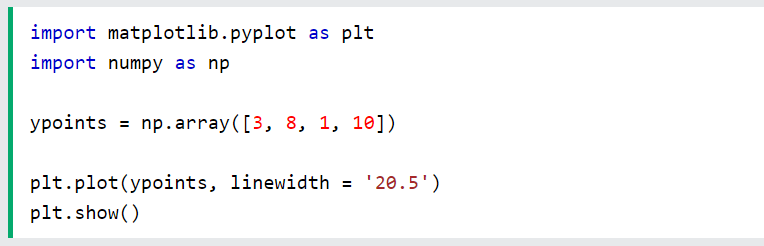 import matplotlib.pyplot as plt
import numpy as np
ypoints = np.array([3, 8, 1, 10])
plt.plot(ypoints, linewidth = '20.5')
plt.show()